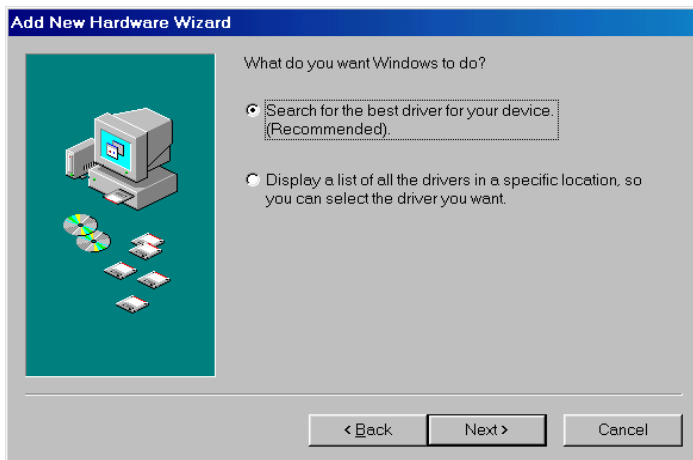 Add New Hardware Wizard
What do you want Windows to do?
Search for the best driver for your device.
(Recommended).
Display a list of all the drivers in a specific location, so
you can select the driver you want.
< Back
Next >
Cancel